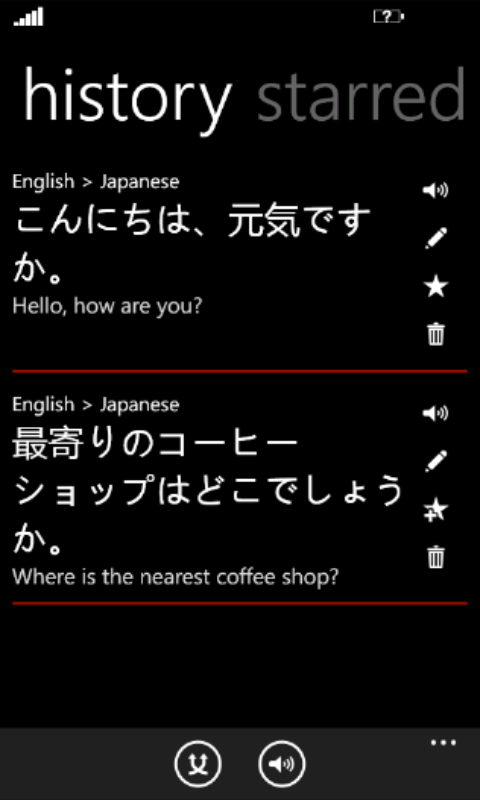 history starred
English > Japanese
こんにちは、元気です
か。
Hello, how are you?
English > Japanese
最寄りのコーヒー
ショップはどこでしょう
か。
Where is the nearest coffee shop?